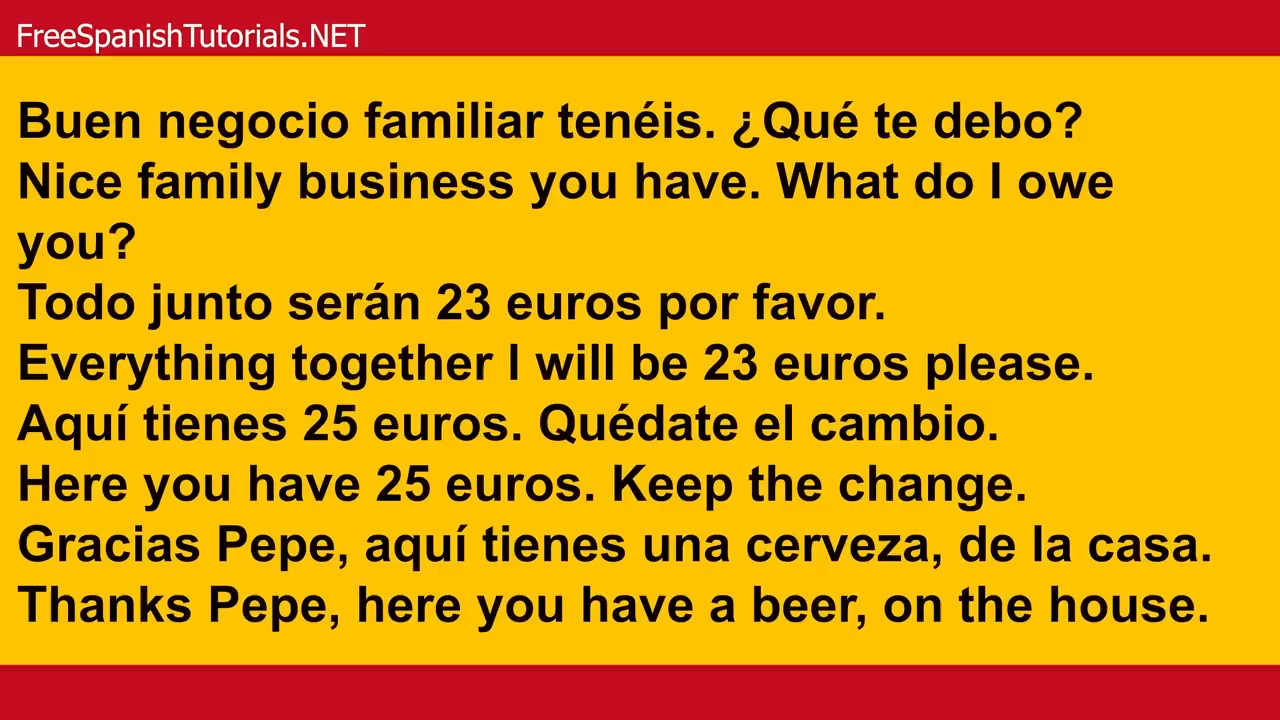 FreeSpanishTutorials.NET
Buen negocio familiar tenéis. ¿Qué te debo?
Nice family business you have. What do I owe
you?
Todo junto serán 23 euros por favor.
Everything together I will be 23 euros please.
Aquí tienes 25 euros. Quédate el cambio.
Here you have 25 euros. Keep the change.
Gracias Pepe, aquí tienes una cerveza, de la casa.
Thanks Pepe, here you have a beer, on the house.